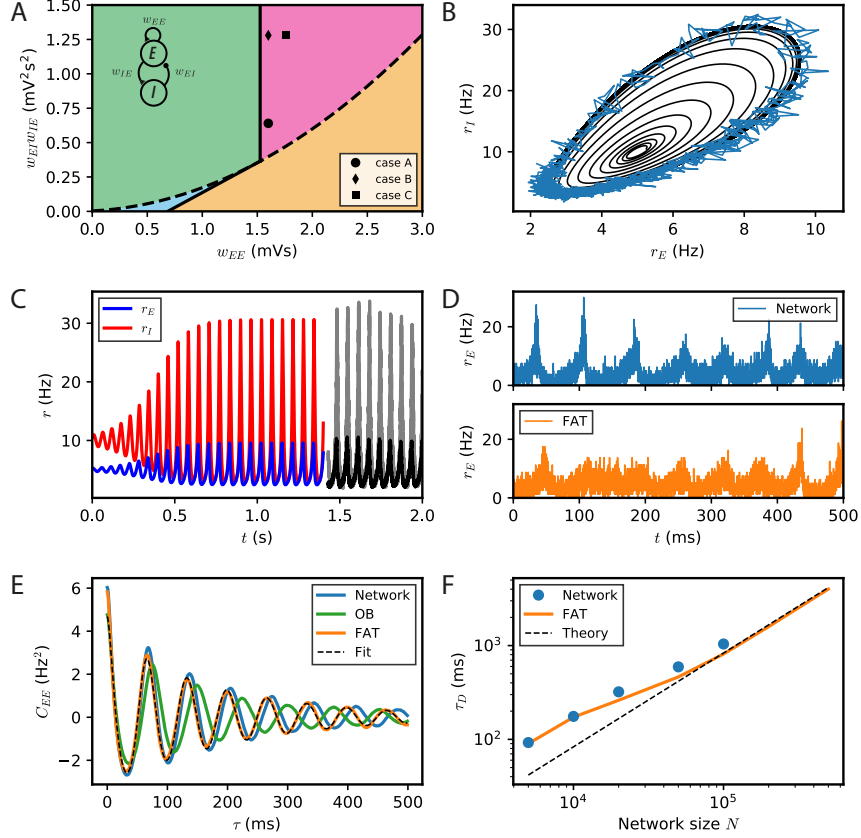 A
w_EI w_IE (mV²s²)
1.50
1.25
1.00
0.75
0.50
0.25
0.00
w_EE
E
w_IE
w_EI
I
case A
case B
case C
0.0 0.5 1.0 1.5 2.0 2.5 3.0
w_EE (mVs)
B
r_I (Hz)
30
20
10
2 4 6 8 10
r_E (Hz)
C
r_E
r_I
r (Hz)
30
20
10
0.0 0.5 1.0 1.5 2.0
t (s)
D
Network
r_E (Hz)
20
0
FAT
r_E (Hz)
20
0
0 100 200 300 400 500
t (ms)
E
Network
OB
FAT
Fit
C_EE (Hz²)
6
4
2
0
−2
0 100 200 300 400 500
τ (ms)
F
Network
FAT
Theory
τ_D (ms)
10³
10²
10⁴ 10⁵
Network size N